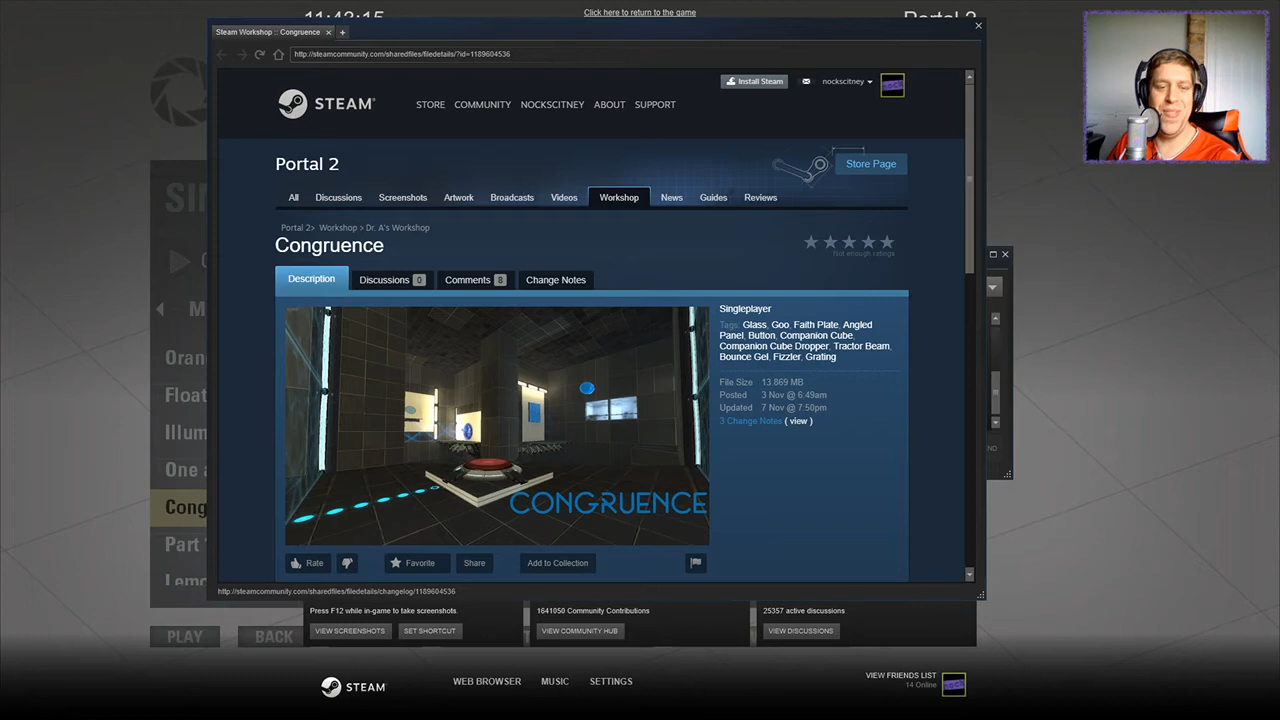 11:43:15
Click here to return to the game
Portal 2
Steam Workshop :: Congruence
http://steamcommunity.com/sharedfiles/filedetails/?id=1189604536
Install Steam
nockscitney
STEAM
STORE COMMUNITY NOCKSCITNEY ABOUT SUPPORT
Portal 2
Store Page
All Discussions Screenshots Artwork Broadcasts Videos Workshop News Guides Reviews
Portal 2> Workshop > Dr. A's Workshop
Congruence
Not enough ratings
Description Discussions 0 Comments 8 Change Notes
Singleplayer
Tags: Glass, Goo, Faith Plate, Angled
Panel, Button, Companion Cube,
Companion Cube Dropper, Tractor Beam,
Bounce Gel, Fizzler, Grating
File Size 13.869 MB
Posted 3 Nov @ 6:49am
Updated 7 Nov @ 7:50pm
3 Change Notes ( view )
CONGRUENCE
Rate Favorite Share Add to Collection
http://steamcommunity.com/sharedfiles/filedetails/changelog/1189604536
SIN
M
Oran
Float
Illum
One a
Cong
Part
Lemo
Press F12 while in-game to take screenshots.
1641050 Community Contributions
25357 active discussions
VIEW SCREENSHOTS SET SHORTCUT VIEW COMMUNITY HUB VIEW DISCUSSIONS
PLAY BACK
STEAM
WEB BROWSER MUSIC SETTINGS
VIEW FRIENDS LIST
14 Online